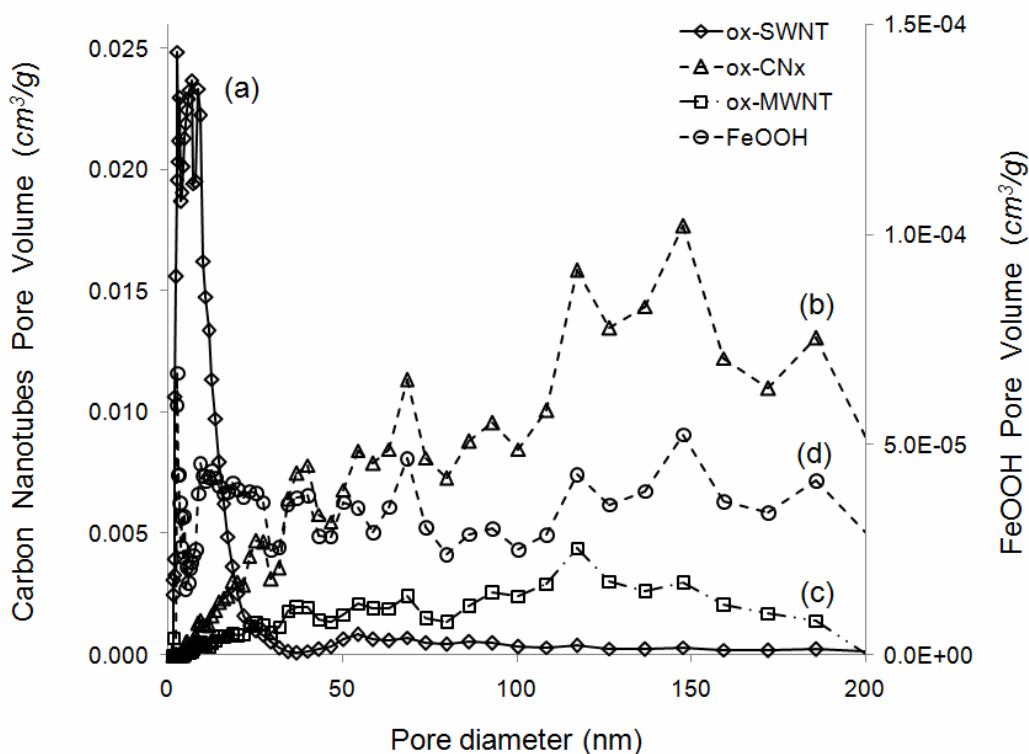 Carbon Nanotubes Pore Volume (cm³/g)
0.025
0.020
0.015
0.010
0.005
0.000
(a)
ox-SWNT
ox-CNx
ox-MWNT
FeOOH
(b)
(d)
(c)
1.5E-04
1.0E-04
5.0E-05
0.0E+00
FeOOH Pore Volume (cm³/g)
0
50
100
150
200
Pore diameter (nm)